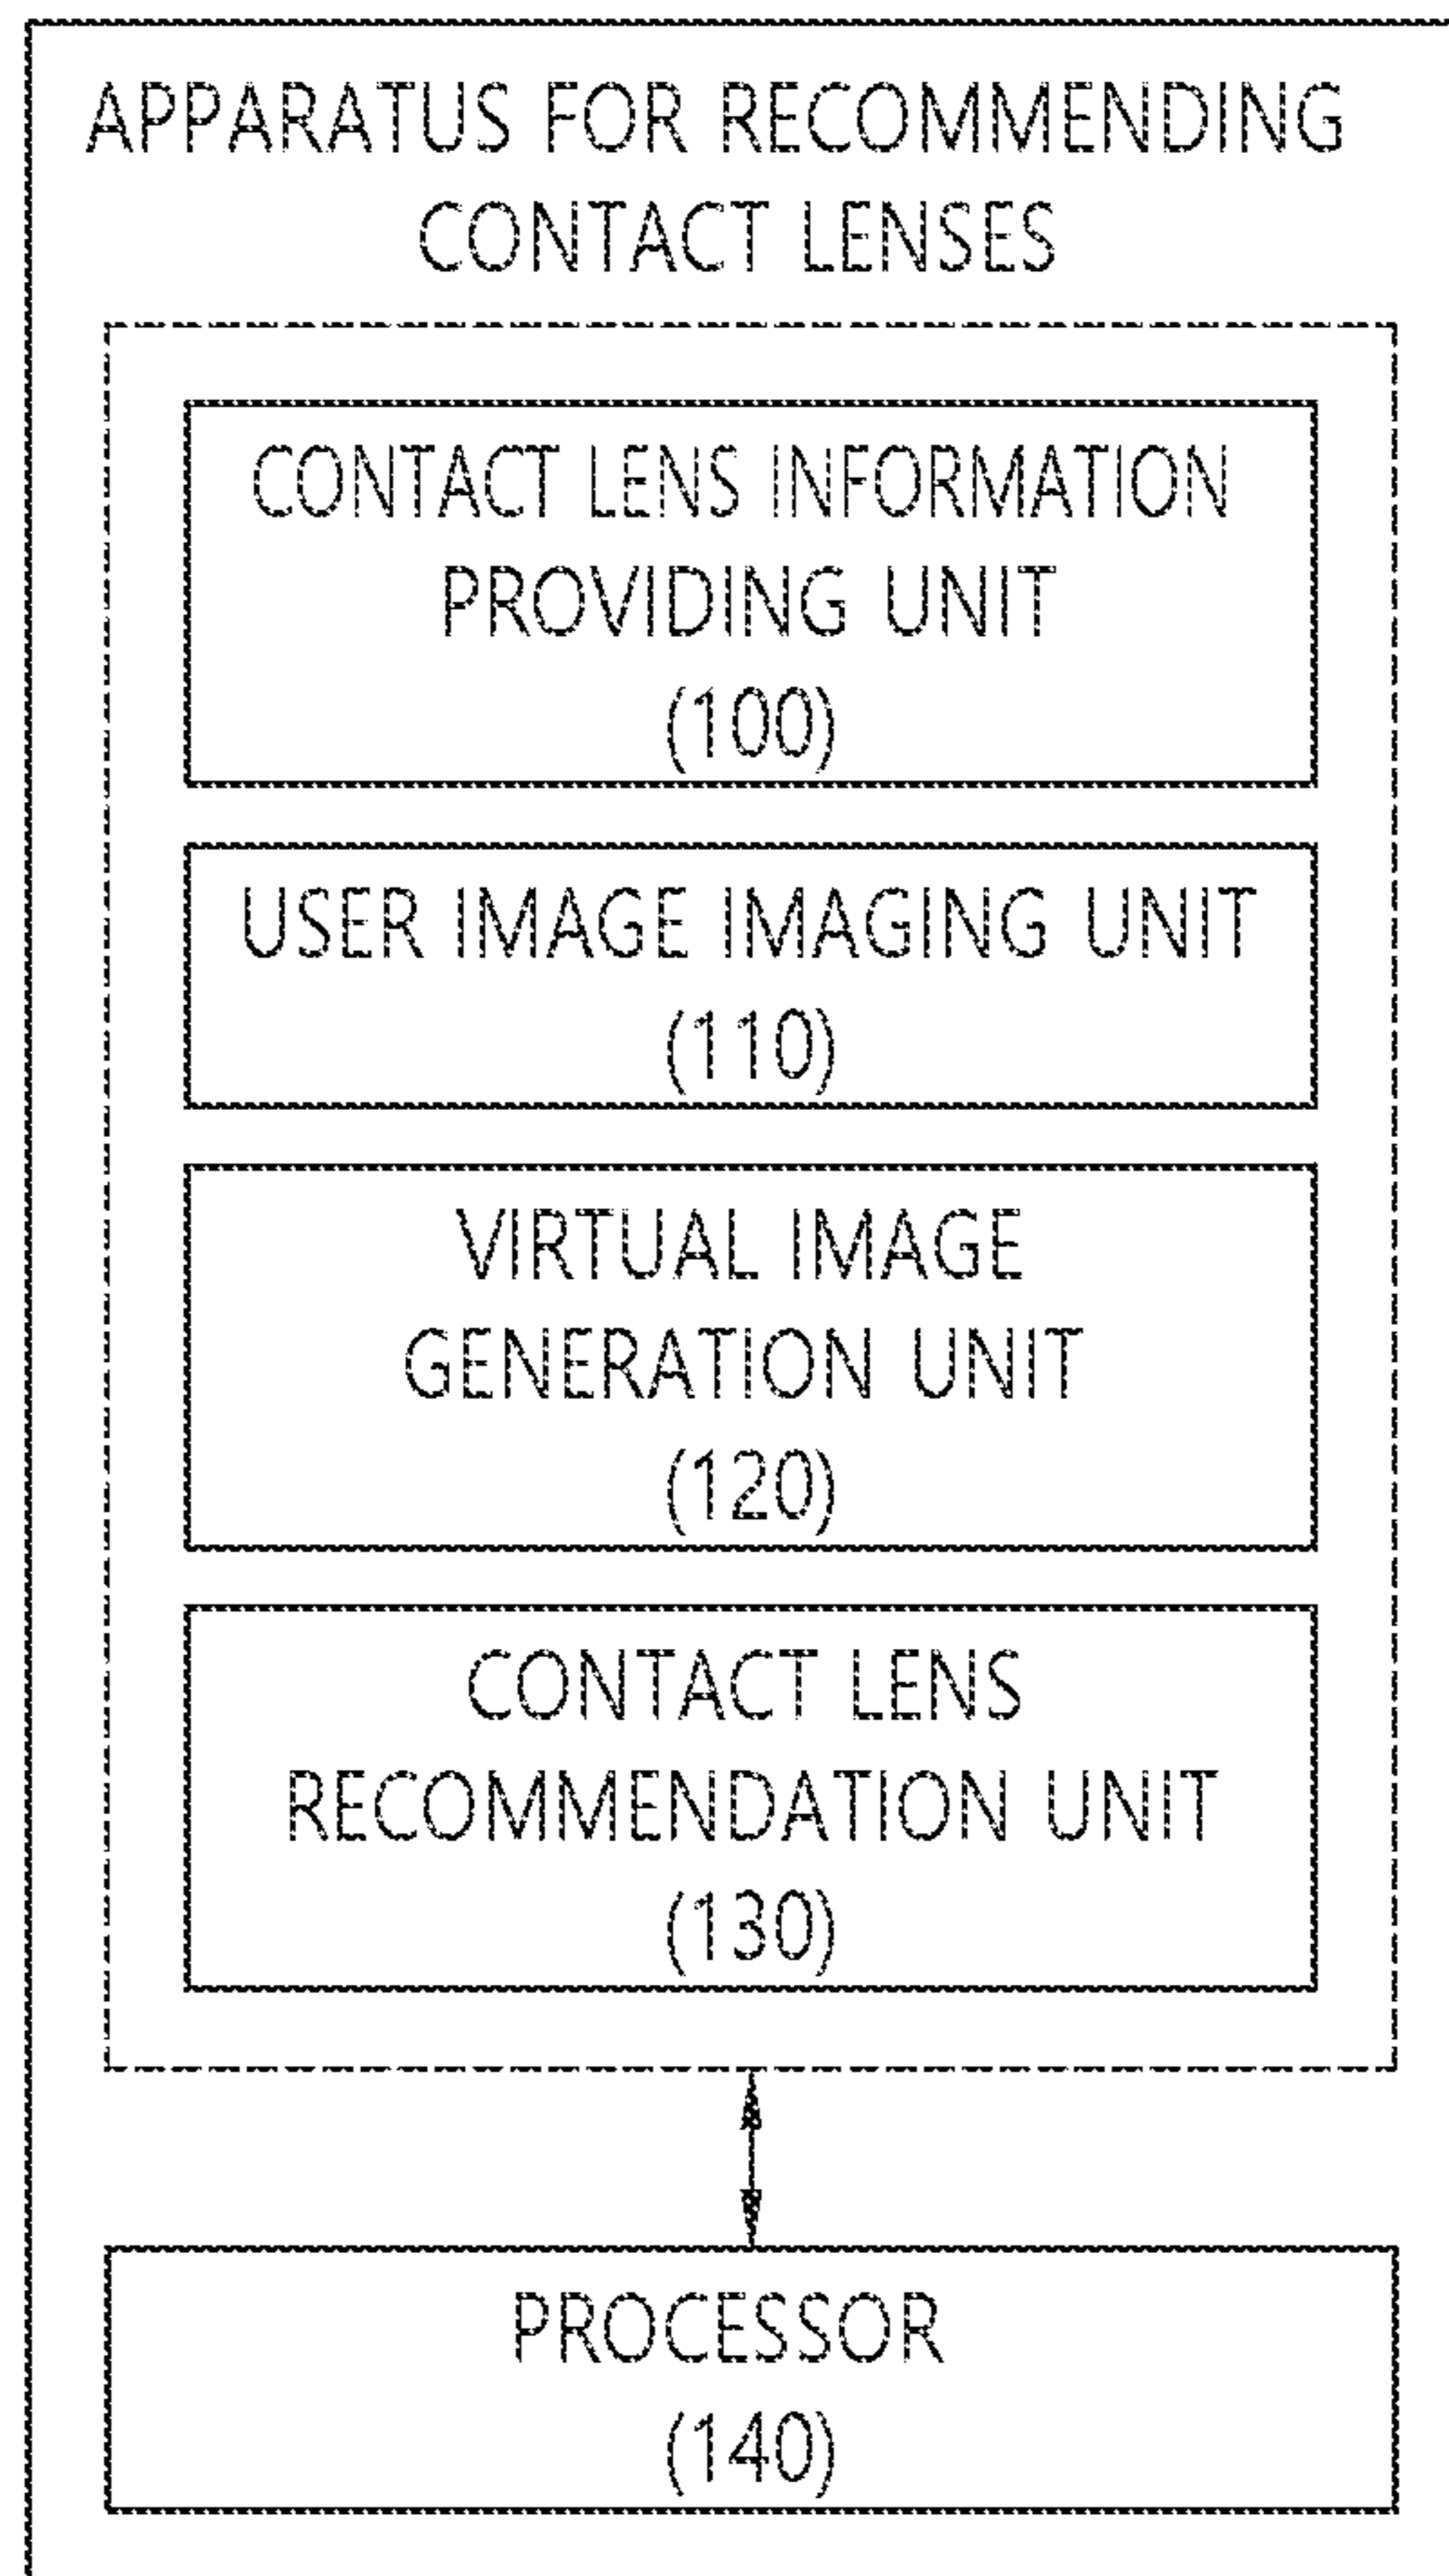 APPARATUS FOR RECOMMENDING
CONTACT LENSES
CONTACT LENS INFORMATION
PROVIDING UNIT
(100)
USER IMAGE IMAGING UNIT
(110)
VIRTUAL IMAGE
GENERATION UNIT
(120)
CONTACT LENS
RECOMMENDATION UNIT
(130)
PROCESSOR
(140)